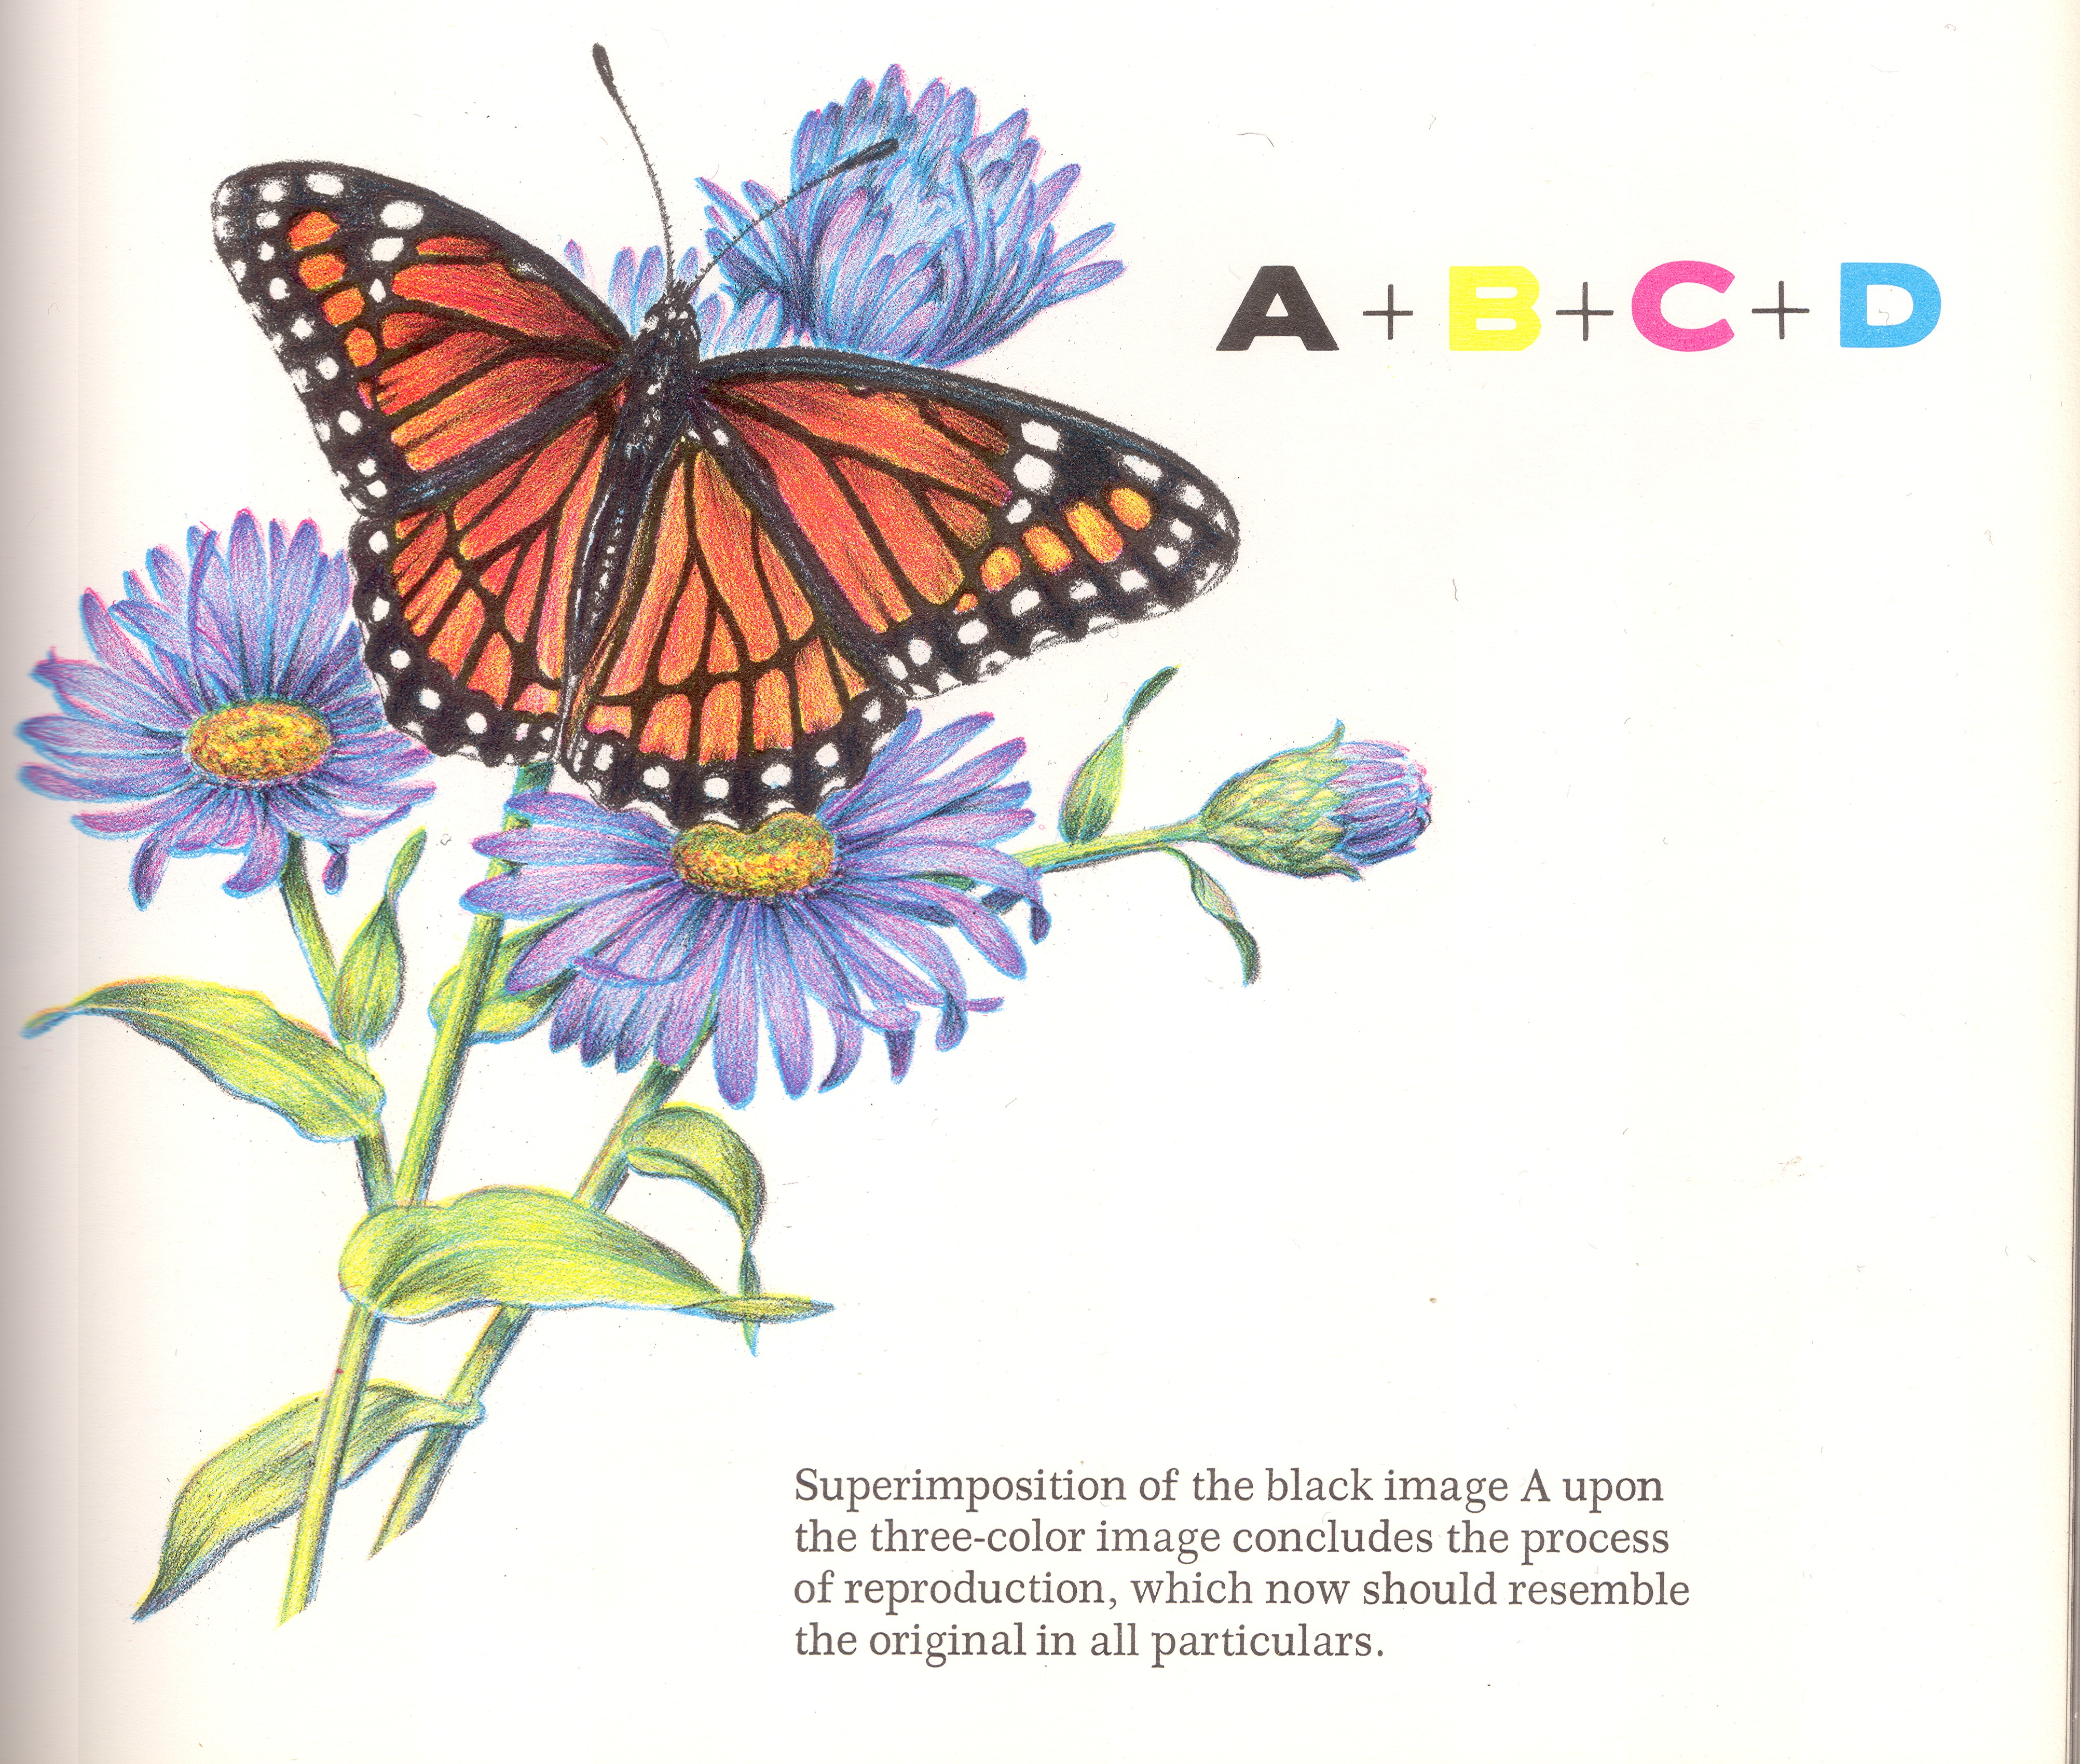 A+B+C+D
Superimposition of the black image A upon
the three-color image concludes the process
of reproduction, which now should resemble
the original in all particulars.